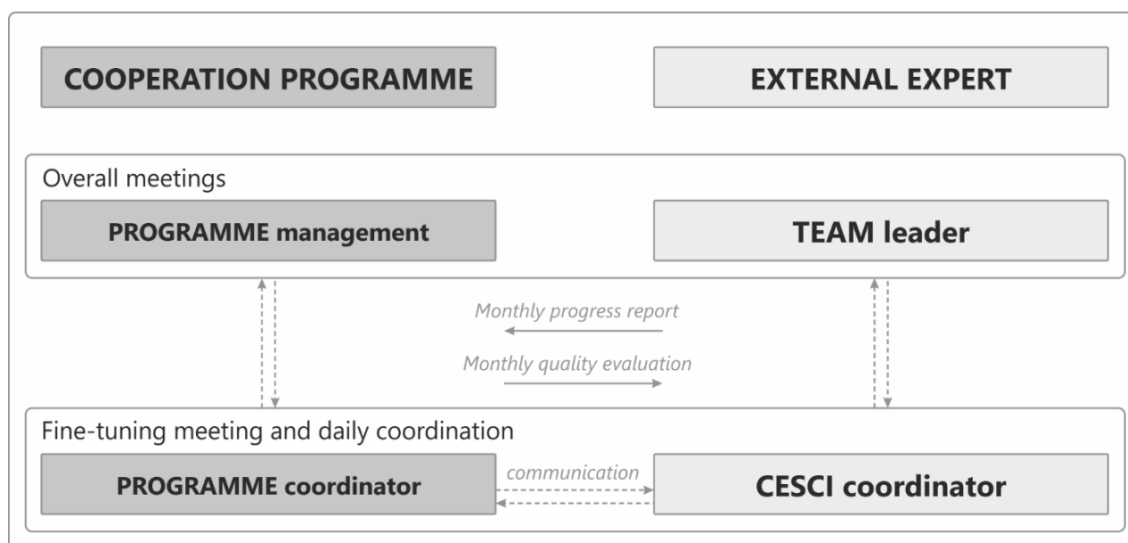 COOPERATION PROGRAMME
EXTERNAL EXPERT
Overall meetings
PROGRAMME management
TEAM leader
Monthly progress report
Monthly quality evaluation
Fine-tuning meeting and daily coordination
PROGRAMME coordinator
communication
CESCI coordinator